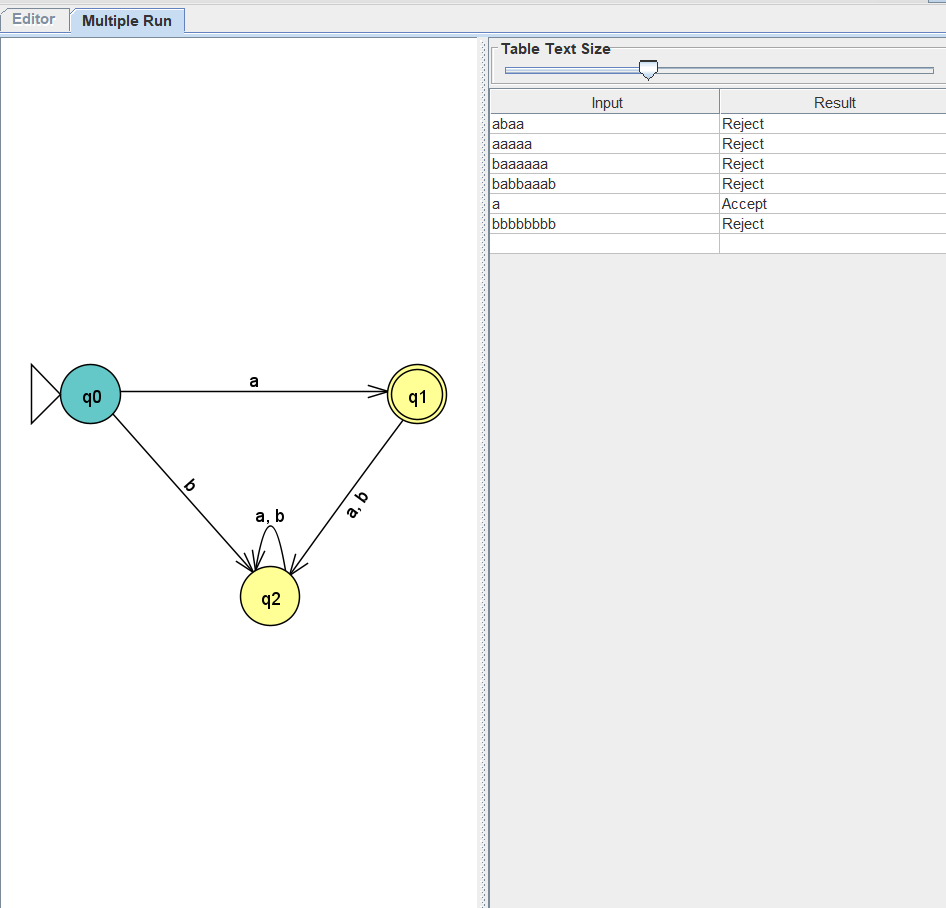 Editor Multiple Run
Table Text Size
Input Result
abaa Reject
aaaaa Reject
baaaaaa Reject
babbaaab Reject
a Accept
bbbbbbbb Reject
a
q0 q1
b
a, b
a, b
q2